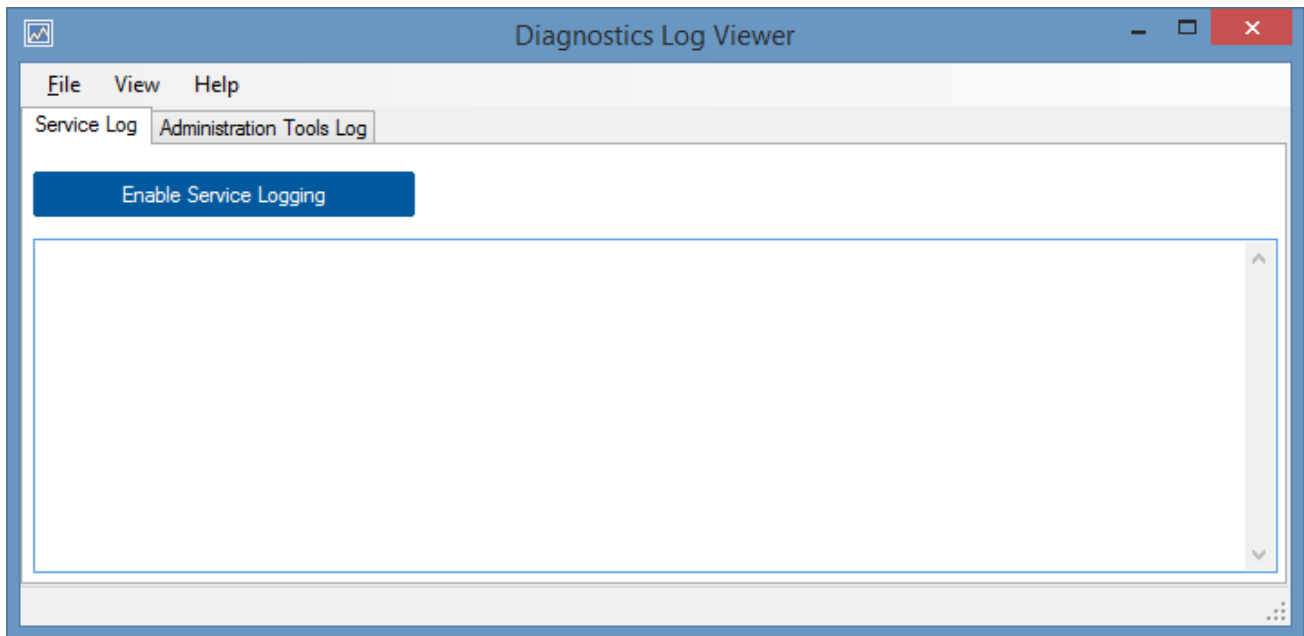 Diagnostics Log Viewer
File View Help
Service Log Administration Tools Log
Enable Service Logging